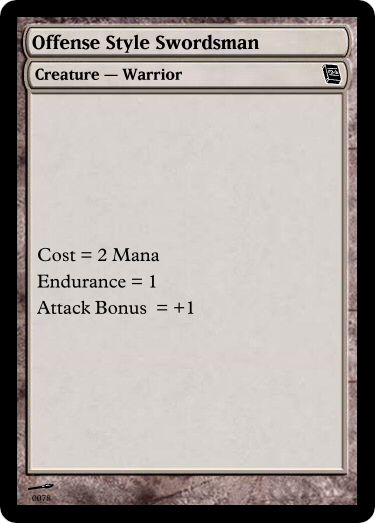 Offense Style Swordsman
Creature — Warrior
Cost = 2 Mana
Endurance = 1
Attack Bonus  = +1
0078